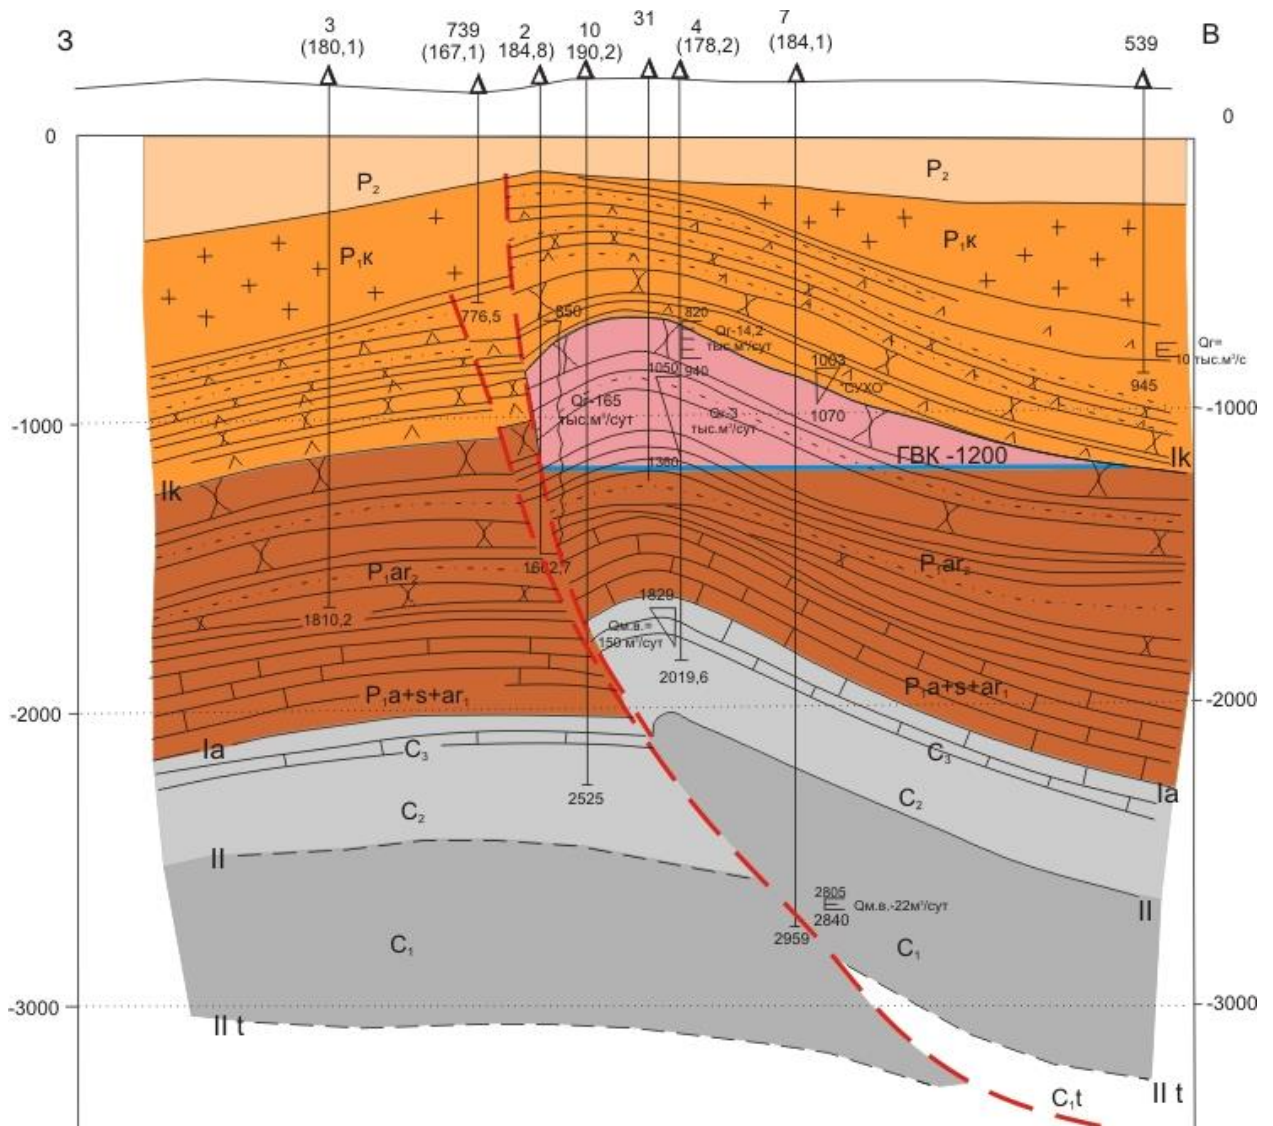 З
3
(180,1)
739
(167,1)
2
184,8)
10
190,2)
31
4
(178,2)
7
(184,1)
539
В
0
0
P₂
P₂
P₁к
P₁к
776,5
850
820
Qг-14,2
тыс.м³/сут
Qг=
10 тыс.м³/с
1050
940
1003
"СУХО"
945
1070
-1000
-1000
Qг-165
тыс.м³/сут
Qг-3
тыс.м³/сут
ГВК -1200
1380
Ik
Ik
1662,7
P₁ar₂
P₁ar₂
1829
1810,2
Qм.в.=
150 м³/сут
2019,6
P₁a+s+ar₁
P₁a+s+ar₁
-2000
-2000
Ia
C₃
C₃
Ia
2525
C₂
C₂
II
2805
Qм.в.-22м³/сут
2840
II
2959
C₁
C₁
-3000
-3000
II t
C₁t
II t